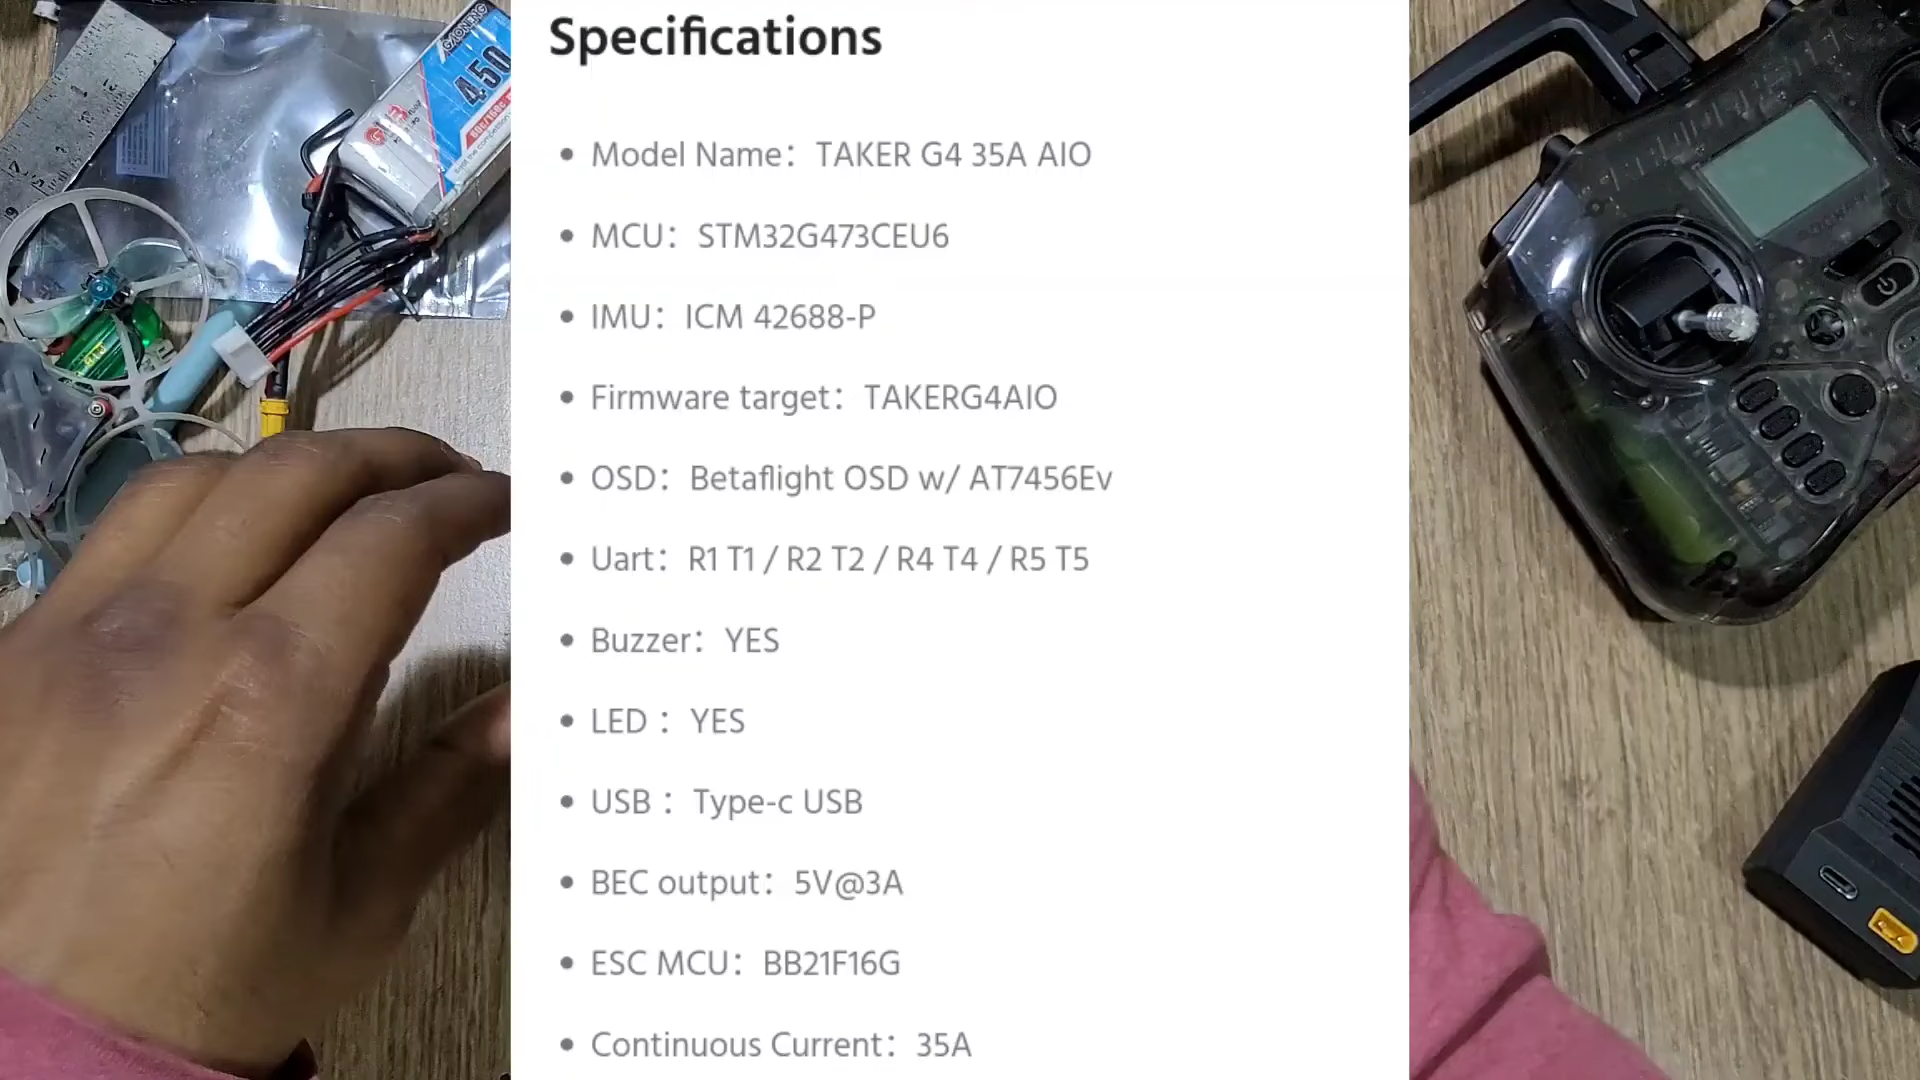 Specifications
Model Name： TAKER G4 35A AIO
MCU： STM32G473CEU6
IMU： ICM 42688-P
Firmware target： TAKERG4AIO
OSD： Betaflight OSD w/ AT7456Ev
Uart： R1 T1 / R2 T2 / R4 T4 / R5 T5
Buzzer： YES
LED ： YES
USB ： Type-c USB
BEC output： 5V@3A
ESC MCU： BB21F16G
Continuous Current： 35A
GAONENG
450